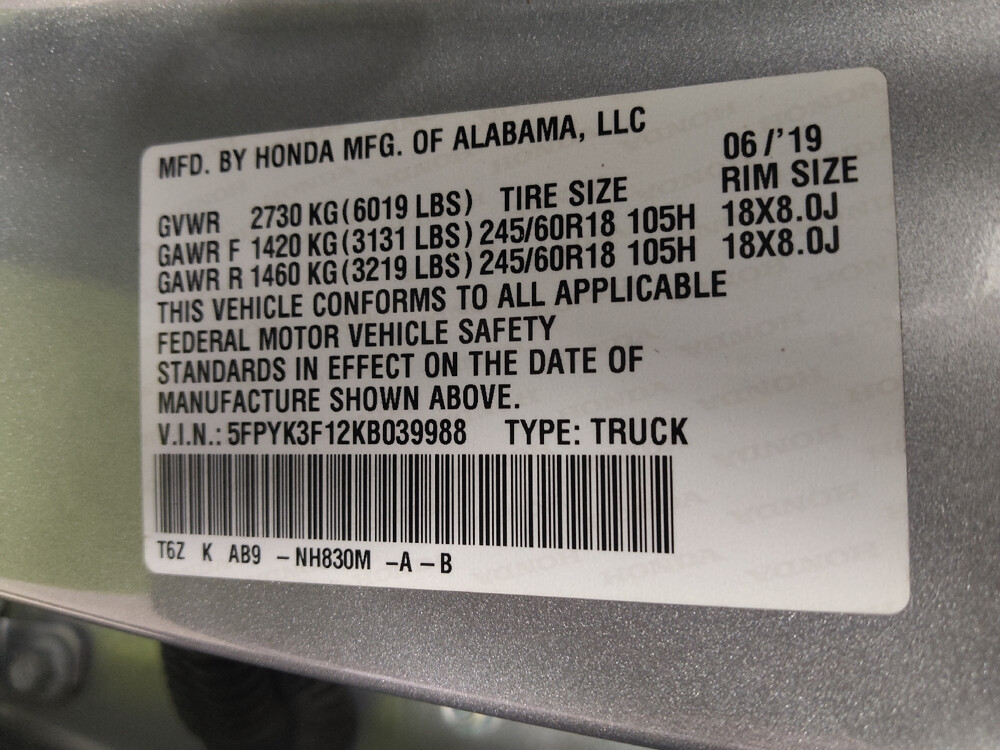 MFD. BY HONDA MFG. OF ALABAMA, LLC 06/'19
GVWR 2730 KG(6019 LBS) TIRE SIZE RIM SIZE
GAWR F 1420 KG(3131 LBS) 245/60R18 105H 18X8.0J
GAWR R 1460 KG(3219 LBS) 245/60R18 105H 18X8.0J
THIS VEHICLE CONFORMS TO ALL APPLICABLE
FEDERAL MOTOR VEHICLE SAFETY
STANDARDS IN EFFECT ON THE DATE OF
MANUFACTURE SHOWN ABOVE.
V.I.N.: 5FPYK3F12KB039988 TYPE: TRUCK
T6Z K AB9 -NH830M -A -B